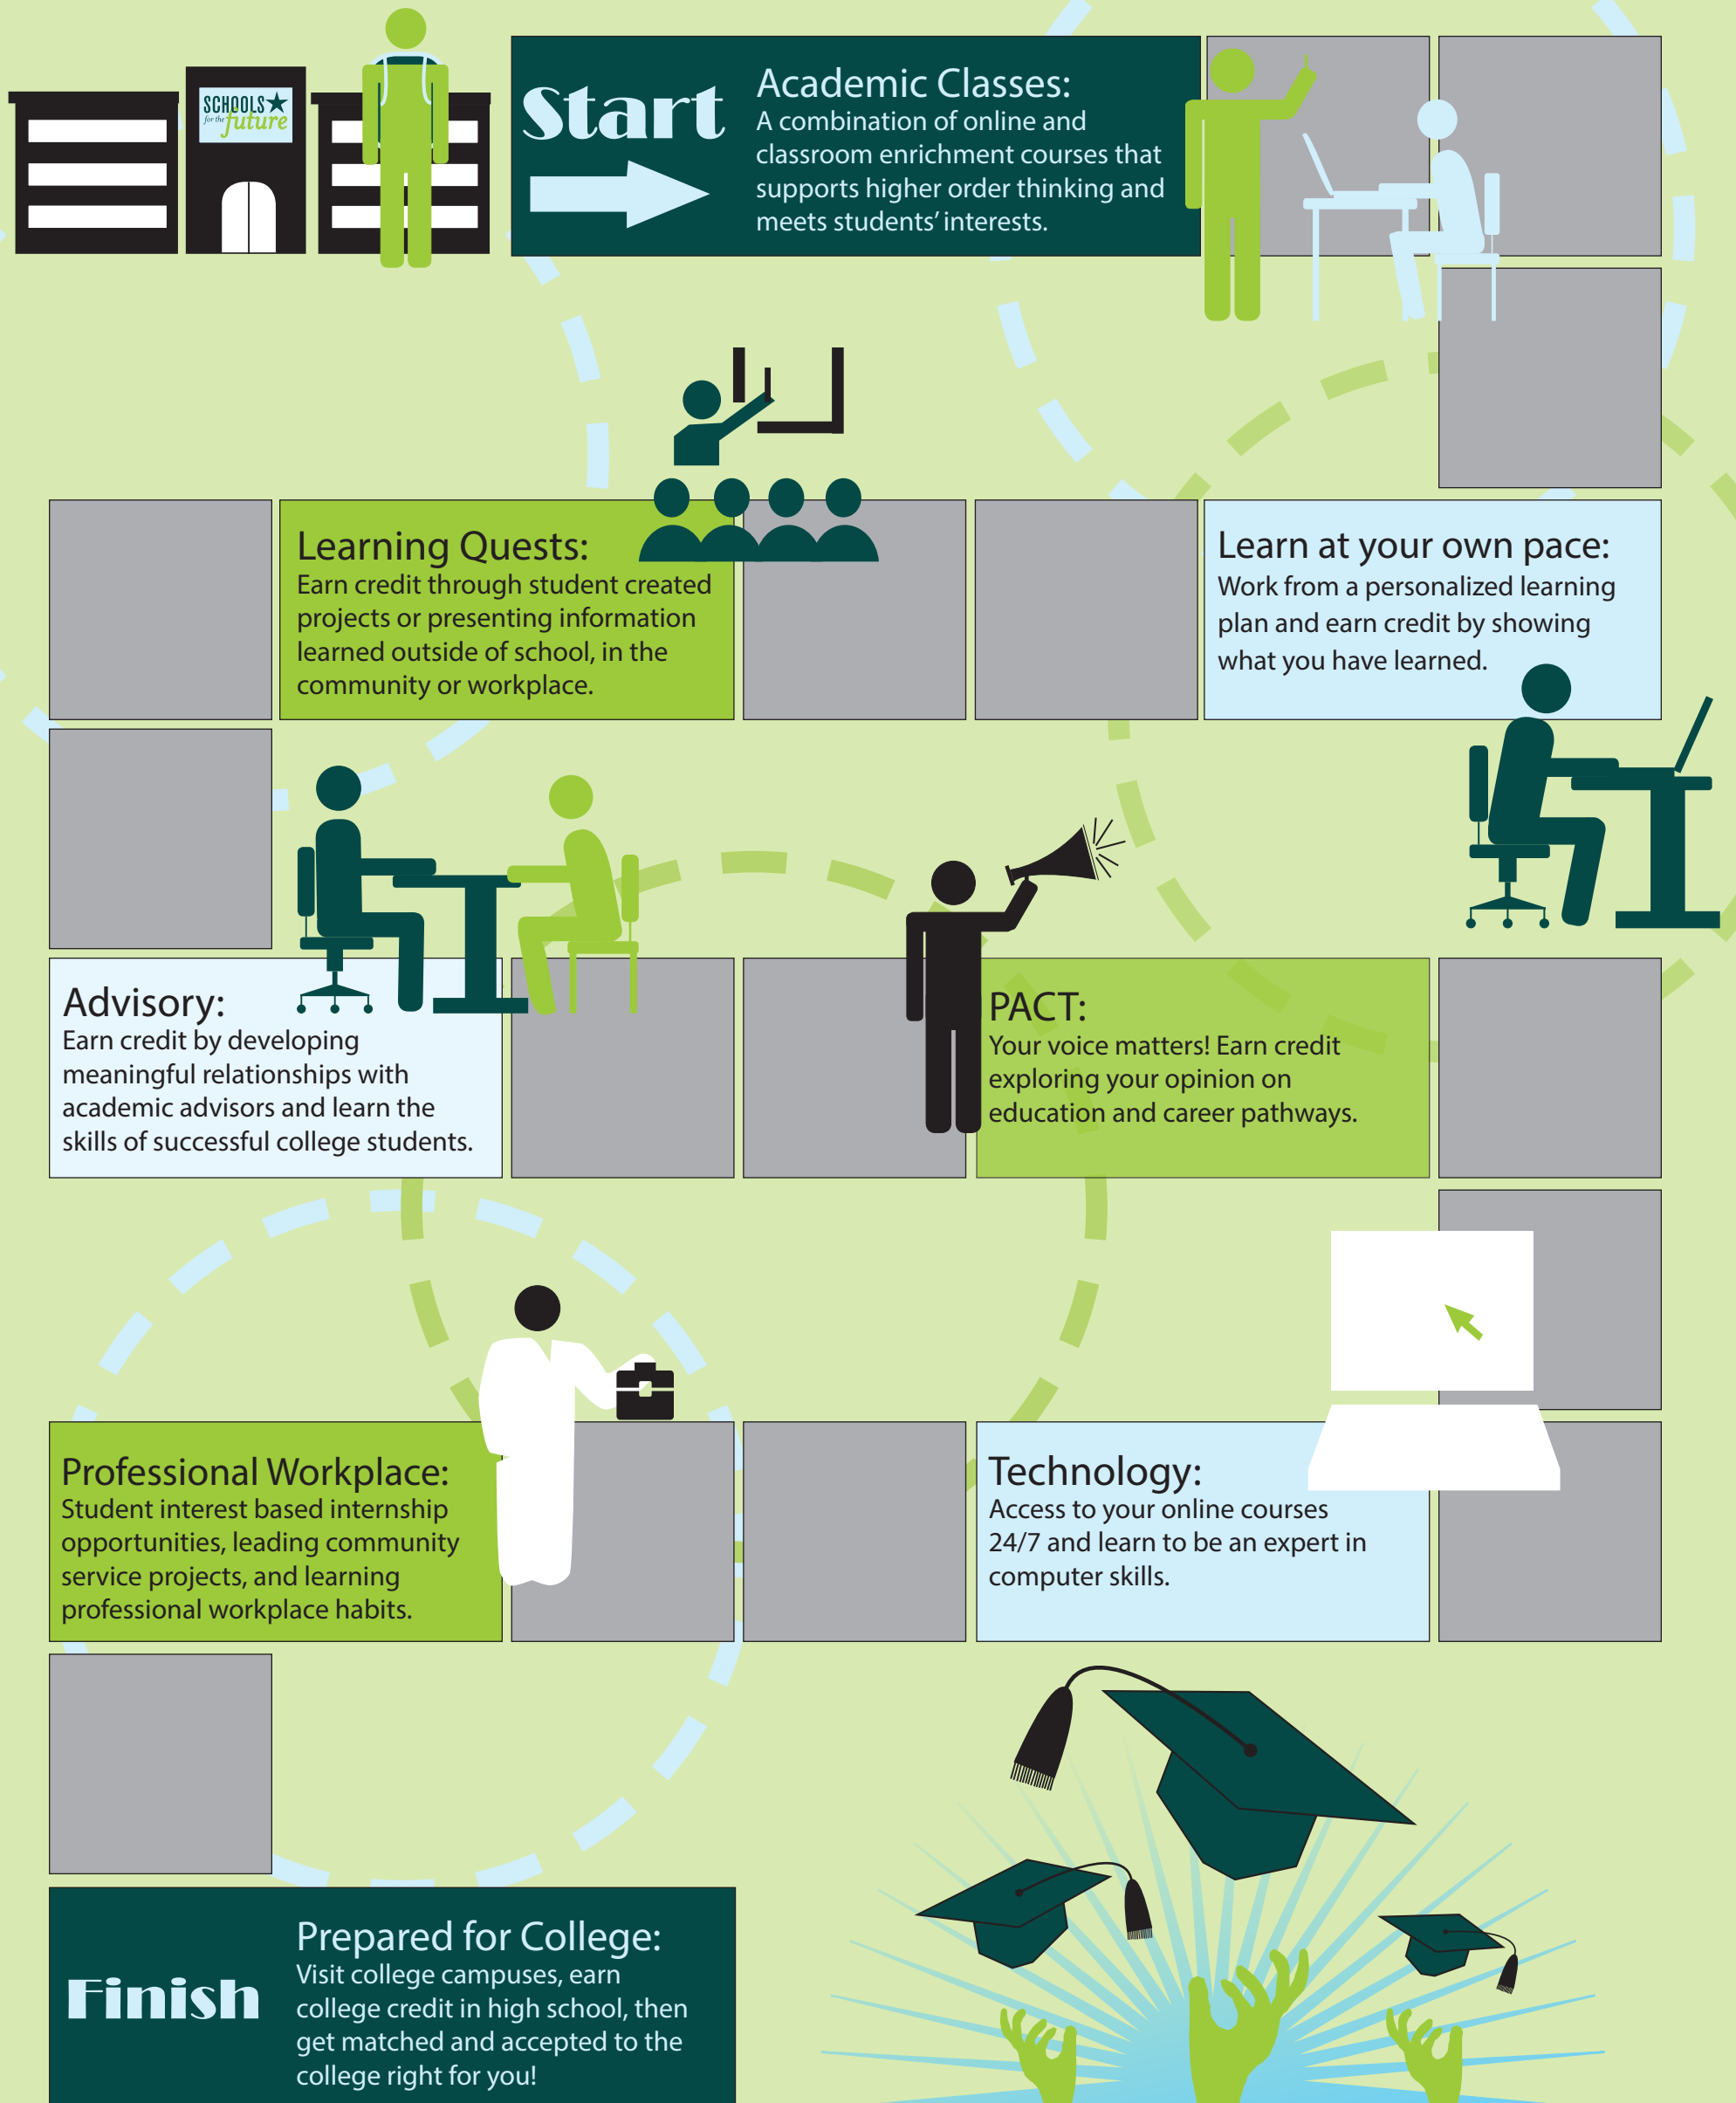 SCHOOLS
for the future
Start
Academic Classes:
A combination of online and
classroom enrichment courses that
supports higher order thinking and
meets students’ interests.
Learn at your own pace:
Work from a personalized learning
plan and earn credit by showing
what you have learned.
Learning Quests:
Earn credit through student created
projects or presenting information
learned outside of school, in the
community or workplace.
Advisory:
Earn credit by developing
meaningful relationships with
academic advisors and learn the
skills of successful college students.
PACT:
Your voice matters! Earn credit
exploring your opinion on
education and career pathways.
Technology:
Access to your online courses
24/7 and learn to be an expert in
computer skills.
Professional Workplace:
Student interest based internship
opportunities, leading community
service projects, and learning
professional workplace habits.
Finish
Prepared for College:
Visit college campuses, earn
college credit in high school, then
get matched and accepted to the
college right for you!